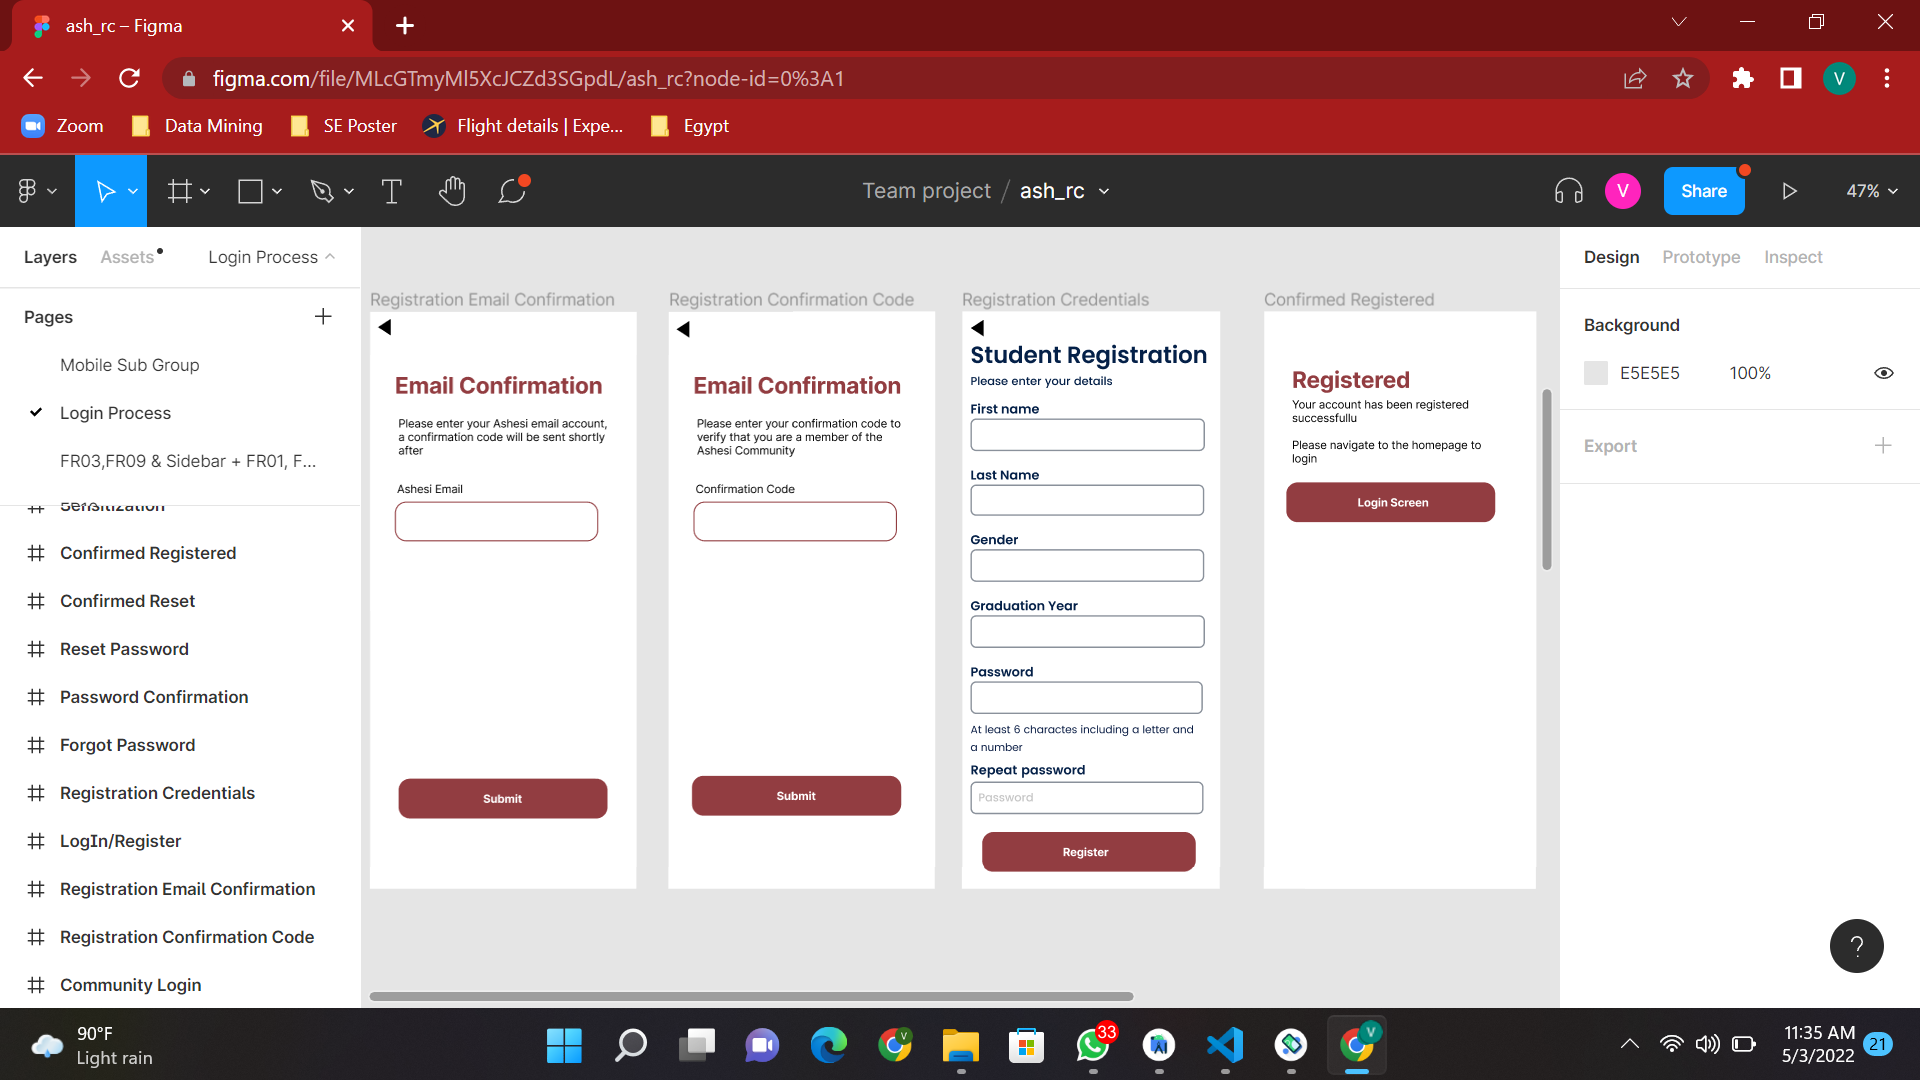 ash_rc – Figma
figma.com/file/MLcGTmyMl5XcJCZd3SGpdL/ash_rc?node-id=0%3A1
V
Zoom
Data Mining
SE Poster
Flight details | Expe...
Egypt
Team project / ash_rc
V
Share
47%
Layers
Assets
Login Process
Pages
Mobile Sub Group
Login Process
FR03,FR09 & Sidebar + FR01, F...
Sensitization
Confirmed Registered
Confirmed Reset
Reset Password
Password Confirmation
Forgot Password
Registration Credentials
LogIn/Register
Registration Email Confirmation
Registration Confirmation Code
Community Login
Registration Email Confirmation
Email Confirmation
Please enter your Ashesi email account,
a confirmation code will be sent shortly
after
Ashesi Email
Submit
Registration Confirmation Code
Email Confirmation
Please enter your confirmation code to
verify that you are a member of the
Ashesi Community
Confirmation Code
Submit
Registration Credentials
Student Registration
Please enter your details
First name
Last Name
Gender
Graduation Year
Password
At least 6 charactes including a letter and
a number
Repeat password
Password
Register
Confirmed Registered
Registered
Your account has been registered
successfullu
Please navigate to the homepage to
login
Login Screen
Design
Prototype
Inspect
Background
E5E5E5
100%
Export
?
90°F
Light rain
V
33
V
11:35 AM
5/3/2022
21